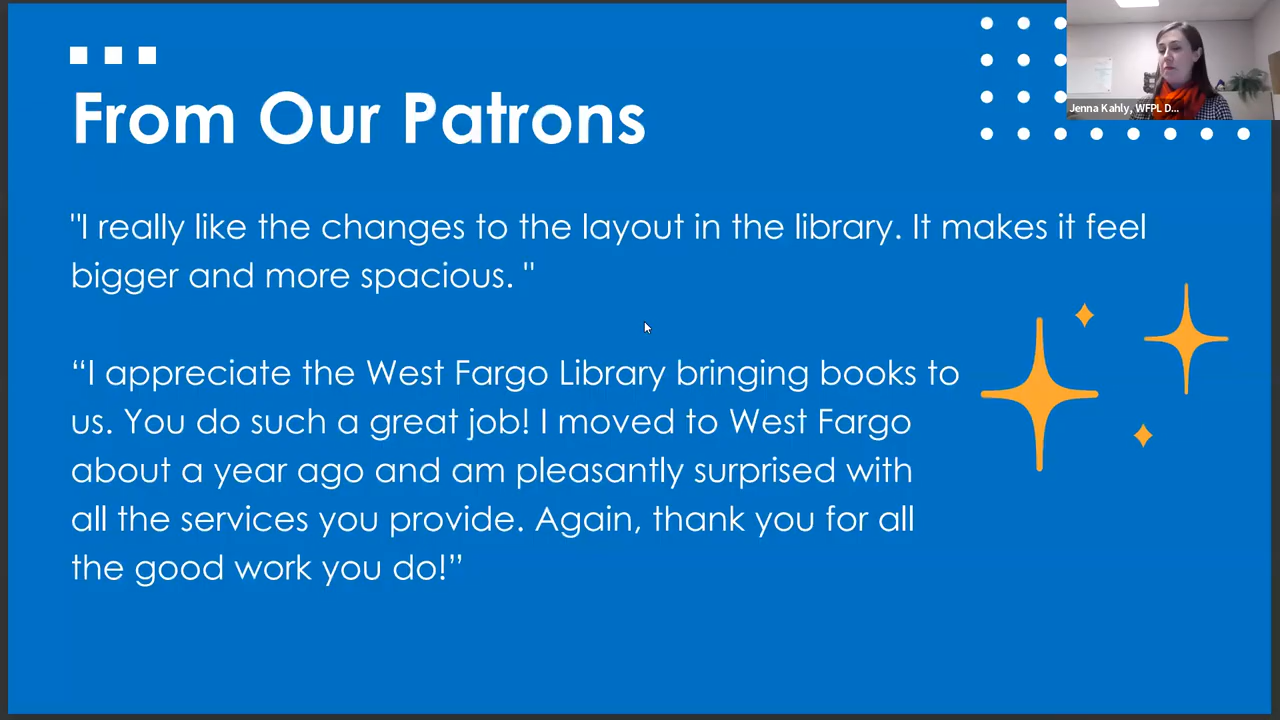 From Our Patrons
Jenna Kahly, WFPL D...
"I really like the changes to the layout in the library. It makes it feel
bigger and more spacious. "
“I appreciate the West Fargo Library bringing books to
us. You do such a great job! I moved to West Fargo
about a year ago and am pleasantly surprised with
all the services you provide. Again, thank you for all
the good work you do!”